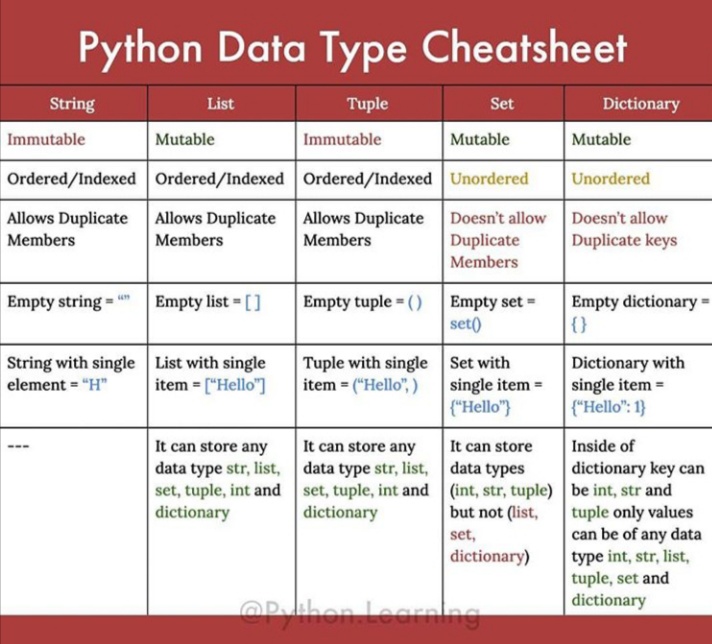 Python Data Type Cheatsheet
String List Tuple Set Dictionary
Immutable Mutable Immutable Mutable Mutable
Ordered/Indexed Ordered/Indexed Ordered/Indexed Unordered Unordered
Allows Duplicate Allows Duplicate Allows Duplicate Doesn't allow Doesn't allow
Members Members Members Duplicate Duplicate keys
Members
Empty string = “” Empty list = [ ] Empty tuple = ( ) Empty set = Empty dictionary =
set() { }
String with single List with single Tuple with single Set with Dictionary with
element = “H” item = [“Hello”] item = (“Hello”, ) single item = single item =
{“Hello”} {“Hello”: 1}
--- It can store any It can store any It can store Inside of
data type str, list, data type str, list, data types dictionary key can
set, tuple, int and set, tuple, int and (int, str, tuple) be int, str and
dictionary dictionary but not (list, tuple only values
set, can be of any data
dictionary) type int, str, list,
tuple, set and
dictionary
@Python.Learning